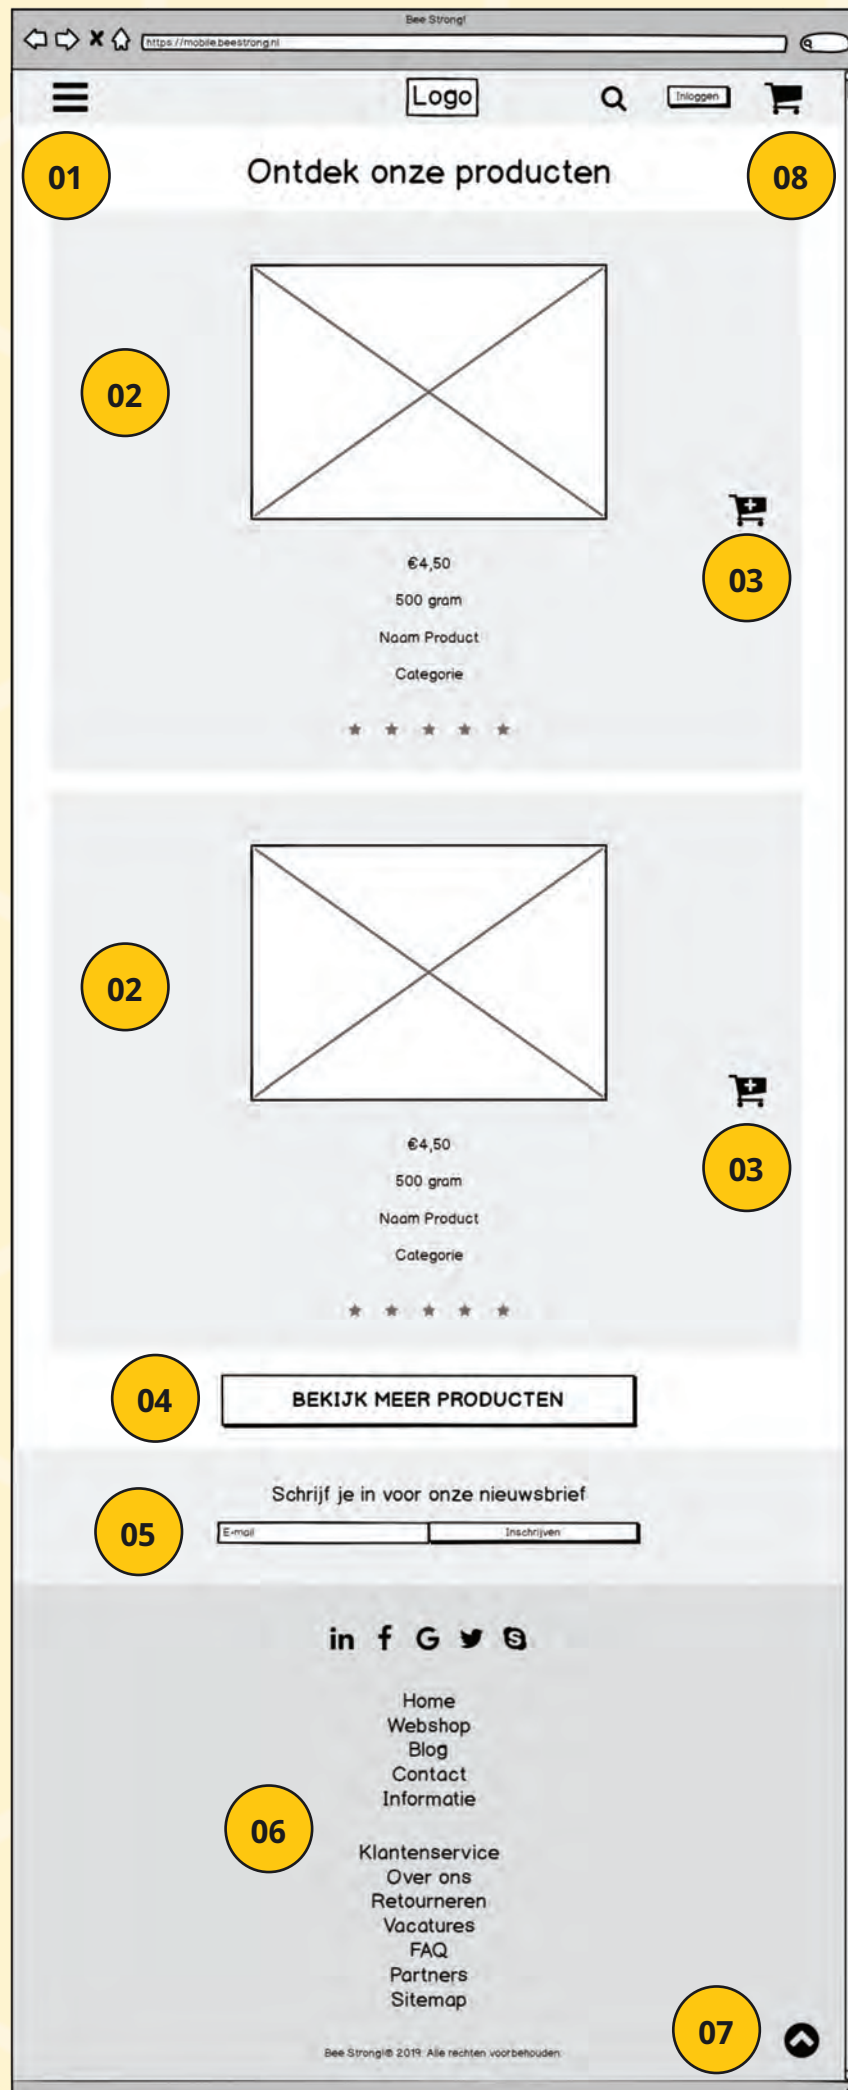 Bee Strong!
https://mobile.beestrong.nl
Logo
Inloggen
01
Ontdek onze producten
08
02
03
€4,50
500 gram
Naam Product
Categorie
02
03
€4,50
500 gram
Naam Product
Categorie
04
BEKIJK MEER PRODUCTEN
Schrijf je in voor onze nieuwsbrief
05
E-mail
Inschrijven
Home
Webshop
Blog
Contact
Informatie
06
Klantenservice
Over ons
Retourneren
Vacatures
FAQ
Partners
Sitemap
07
Bee Strong!® 2019. Alle rechten voorbehouden.